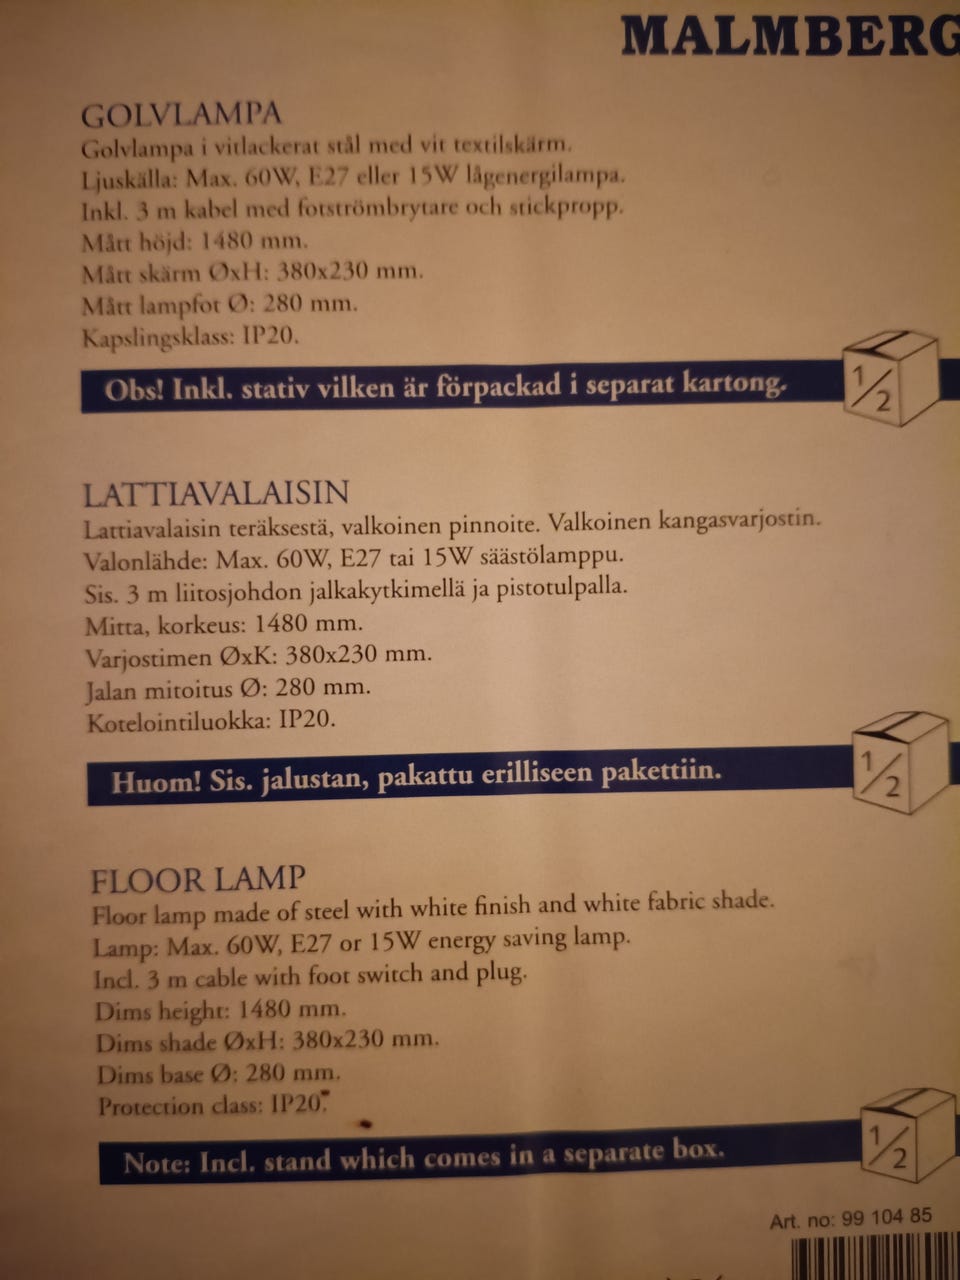 MALMBERG
GOLVLAMPA
Golvlampa i vitlackerat stål med vit textilskärm.
Ljuskälla: Max. 60W, E27 eller 15W lågenergilampa.
Inkl. 3 m kabel med fotströmbrytare och stickpropp.
Mått höjd: 1480 mm.
Mått skärm ØxH: 380x230 mm.
Mått lampfot Ø: 280 mm.
Kapslingsklass: IP20.
Obs! Inkl. stativ vilken är förpackad i separat kartong.
1/2
LATTIAVALAISIN
Lattiavalaisin teräksestä, valkoinen pinnoite. Valkoinen kangasvarjostin.
Valonlähde: Max. 60W, E27 tai 15W säästölamppu.
Sis. 3 m liitosjohdon jalkakytkimellä ja pistotulpalla.
Mitta, korkeus: 1480 mm.
Varjostimen ØxK: 380x230 mm.
Jalan mitoitus Ø: 280 mm.
Kotelointiluokka: IP20.
Huom! Sis. jalustan, pakattu erilliseen pakettiin.
1/2
FLOOR LAMP
Floor lamp made of steel with white finish and white fabric shade.
Lamp: Max. 60W, E27 or 15W energy saving lamp.
Incl. 3 m cable with foot switch and plug.
Dims height: 1480 mm.
Dims shade ØxH: 380x230 mm.
Dims base Ø: 280 mm.
Protection class: IP20.
Note: Incl. stand which comes in a separate box.
1/2
Art. no: 99 104 85